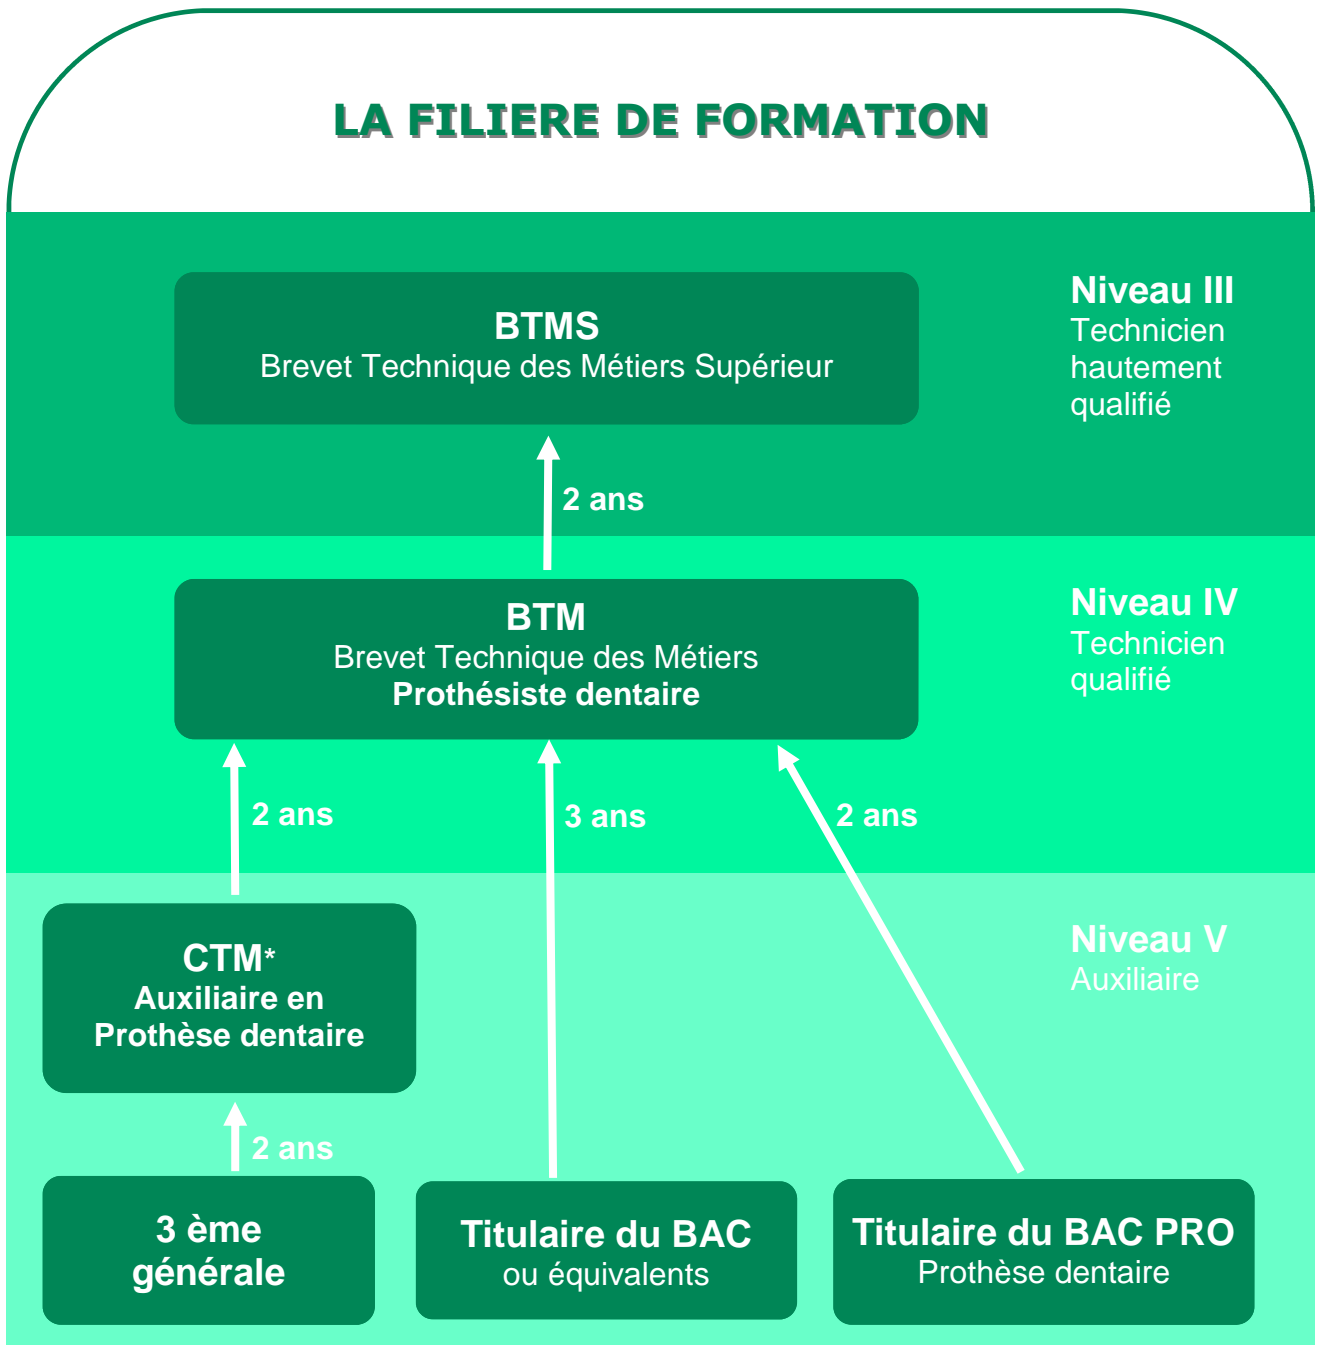 LA FILIERE DE FORMATION
BTMS
Brevet Technique des Métiers Supérieur
Niveau III
Technicien
hautement
qualifié
2 ans
BTM
Brevet Technique des Métiers
Prothésiste dentaire
Niveau IV
Technicien
qualifié
2 ans
3 ans
2 ans
CTM*
Auxiliaire en
Prothèse dentaire
Niveau V
Auxiliaire
2 ans
3 ème
générale
Titulaire du BAC
ou équivalents
Titulaire du BAC PRO
Prothèse dentaire